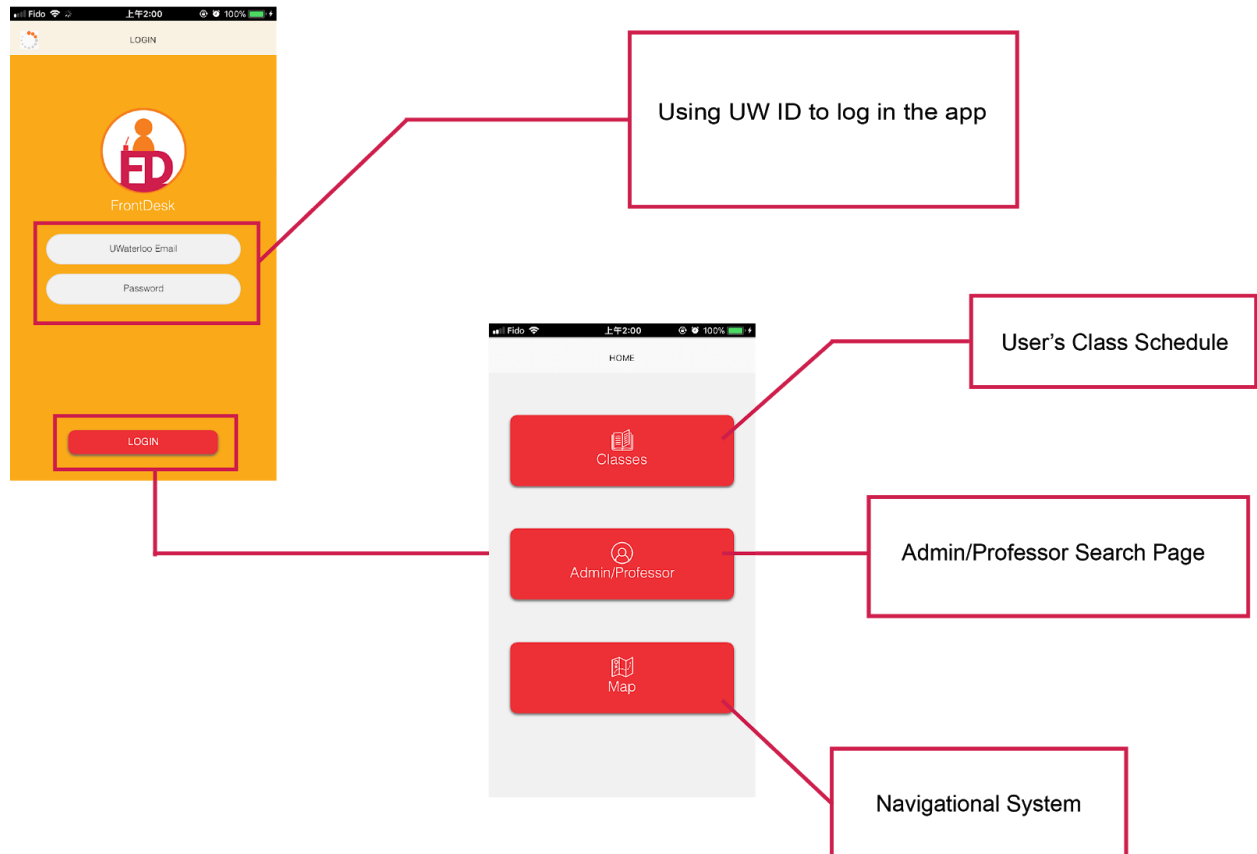 Fido 上午2:00 100%
LOGIN
FD
FrontDesk
UWaterloo Email
Password
LOGIN
Using UW ID to log in the app
Fido 上午2:00 100%
HOME
Classes
Admin/Professor
Map
User's Class Schedule
Admin/Professor Search Page
Navigational System